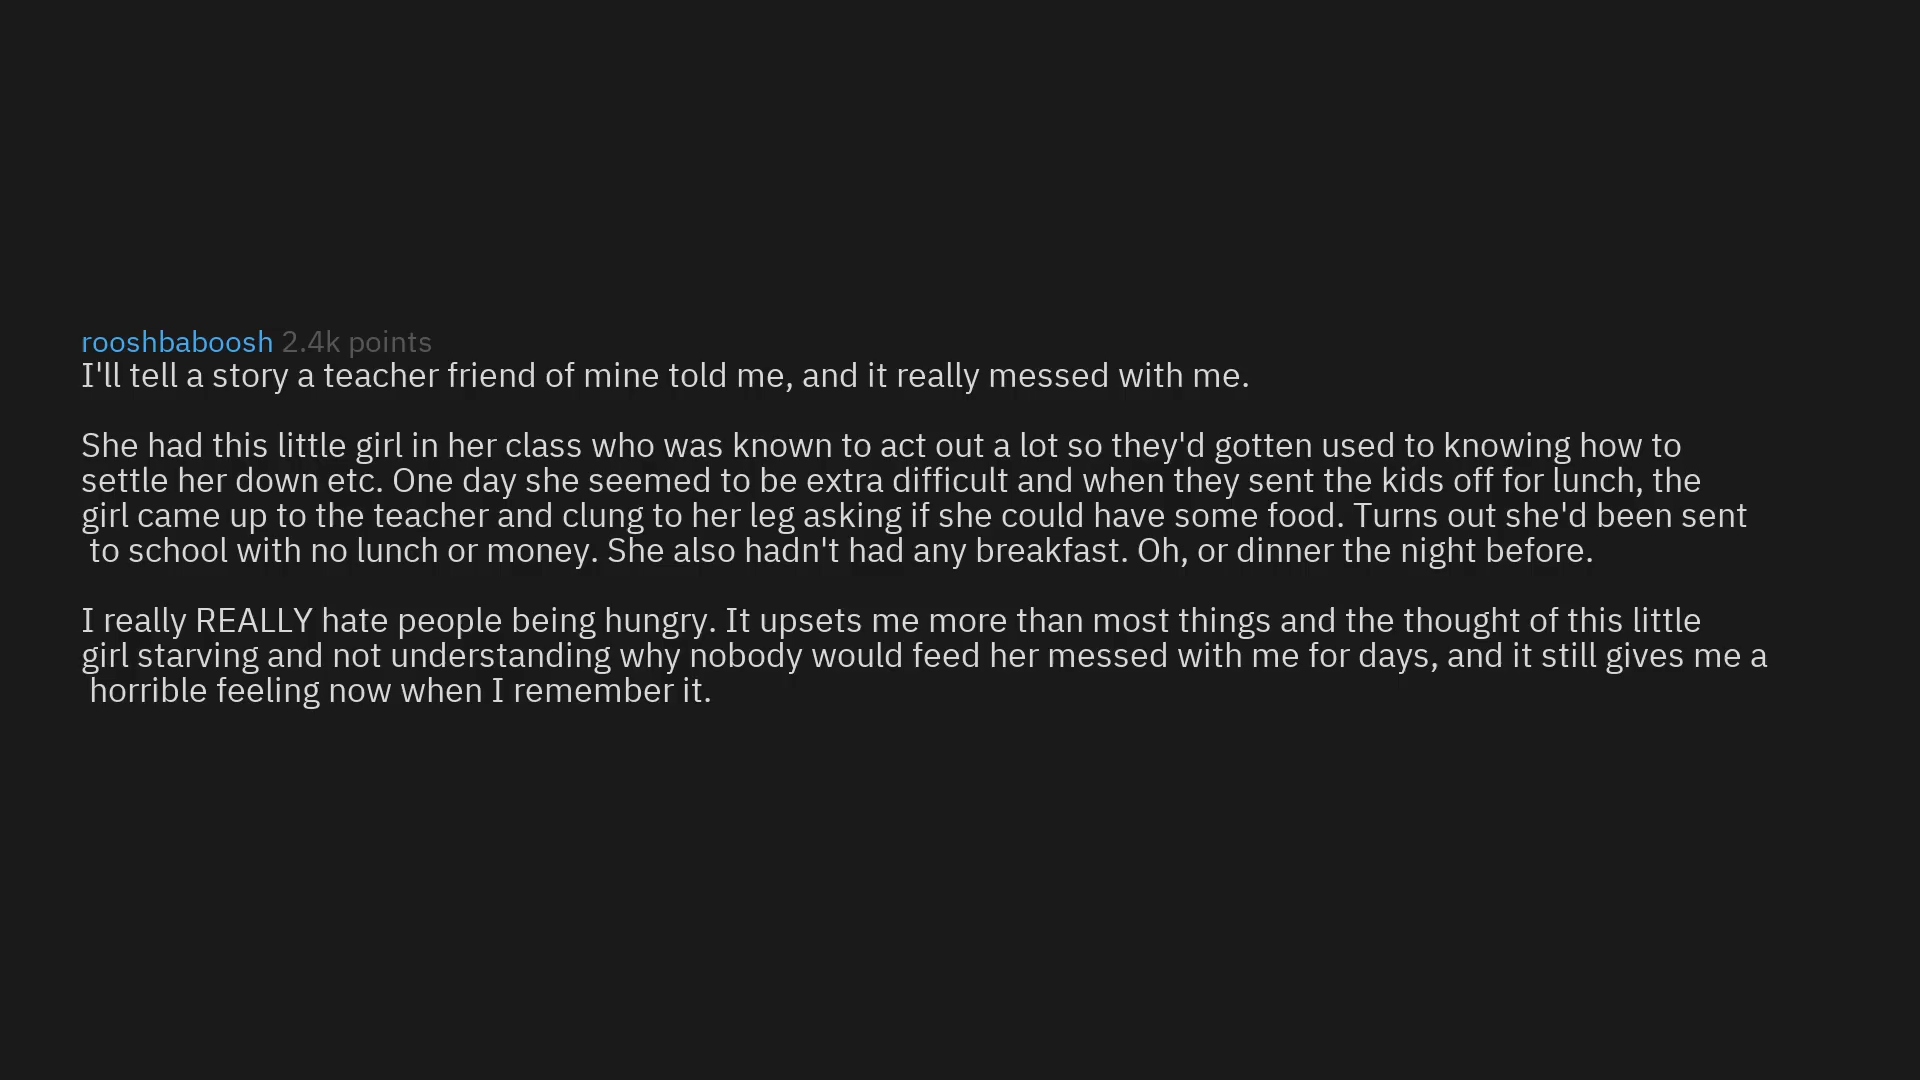 rooshbaboosh 2.4k points
I'll tell a story a teacher friend of mine told me, and it really messed with me.
She had this little girl in her class who was known to act out a lot so they'd gotten used to knowing how to
settle her down etc. One day she seemed to be extra difficult and when they sent the kids off for lunch, the
girl came up to the teacher and clung to her leg asking if she could have some food. Turns out she'd been sent
to school with no lunch or money. She also hadn't had any breakfast. Oh, or dinner the night before.
I really REALLY hate people being hungry. It upsets me more than most things and the thought of this little
girl starving and not understanding why nobody would feed her messed with me for days, and it still gives me a
horrible feeling now when I remember it.